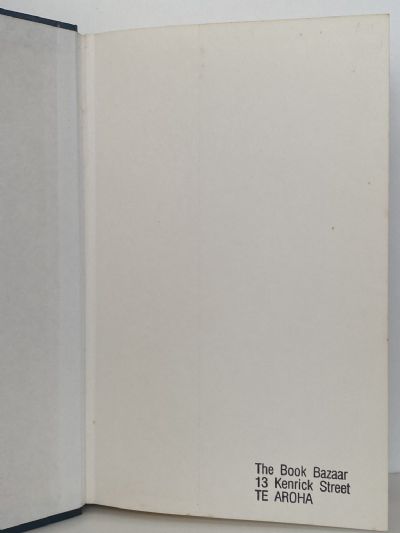 The Book Bazaar
13 Kenrick Street
TE AROHA